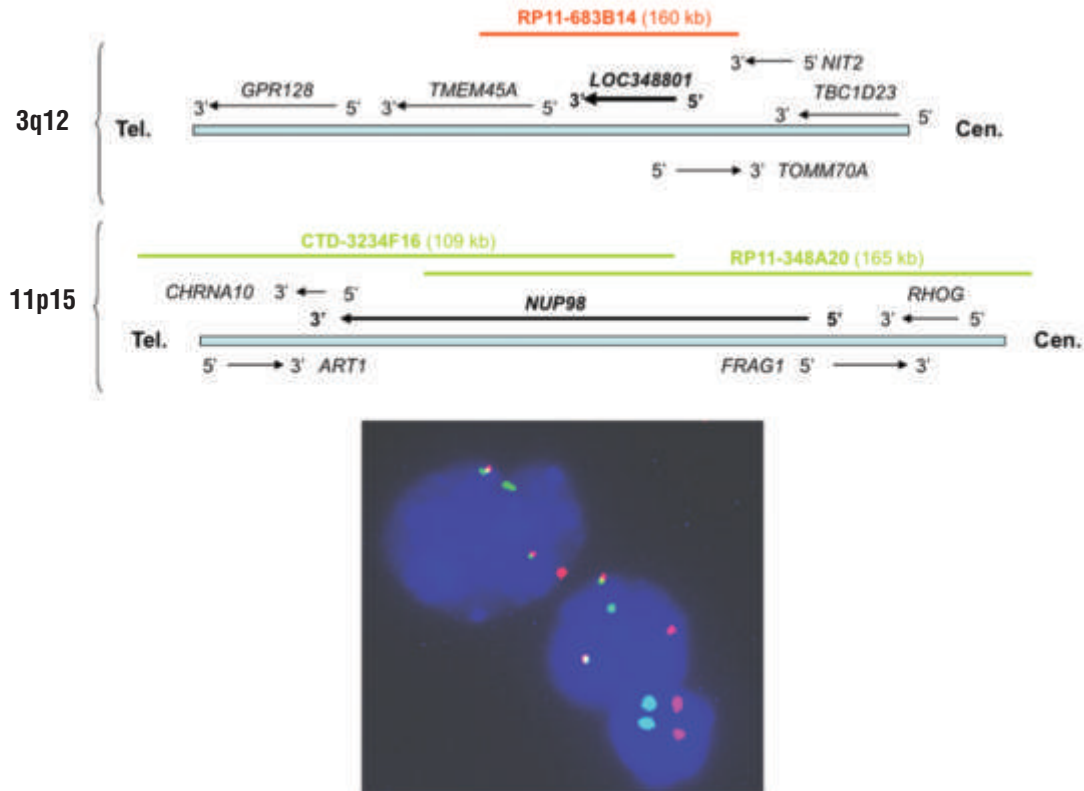 RP11-683B14 (160 kb)
3' 5' NIT2
LOC348801
GPR128 TMEM45A 3' 5' TBC1D23
3' 5' 3' 5' 3' 5'
3q12 Tel. Cen.
5' 3' TOMM70A
CTD-3234F16 (109 kb)
RP11-348A20 (165 kb)
CHRNA10 3' 5' NUP98 RHOG
11p15 3' 5' 3' 5'
Tel. Cen.
5' 3' ART1 FRAG1 5' 3'